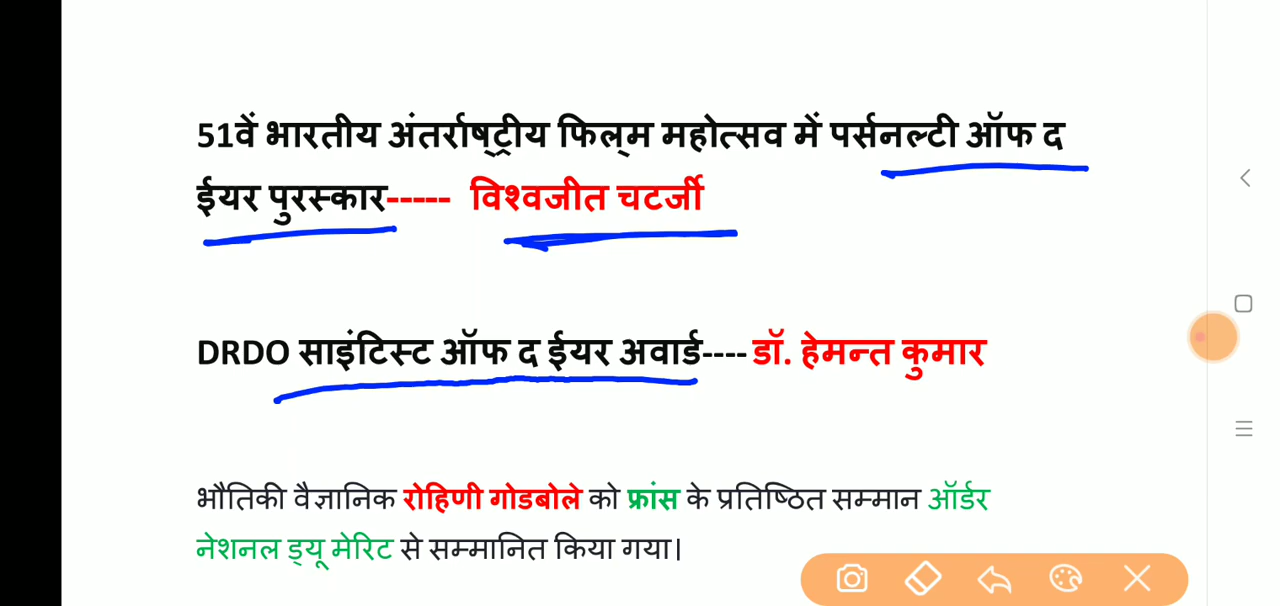 51वें भारतीय अंतर्राष्ट्रीय फिल्म महोत्सव में पर्सनल्टी ऑफ द
ईयर पुरस्कार----- विश्वजीत चटर्जी
DRDO साइंटिस्ट ऑफ द ईयर अवार्ड---- डॉ. हेमन्त कुमार
भौतिकी वैज्ञानिक रोहिणी गोडबोले को फ्रांस के प्रतिष्ठित सम्मान ऑर्डर
नेशनल ड्यू मेरिट से सम्मानित किया गया।